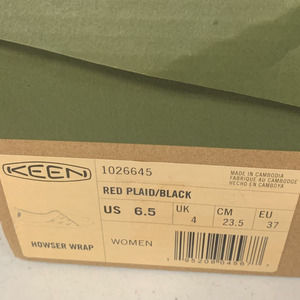 KEEN
1026645
MADE IN CAMBODIA
FABRIQUE AU CAMBODGE
HECHO EN CAMBOYA
RED PLAID/BLACK
US 6.5
UK 4
CM 23.5
EU 37
HOWSER WRAP
WOMEN